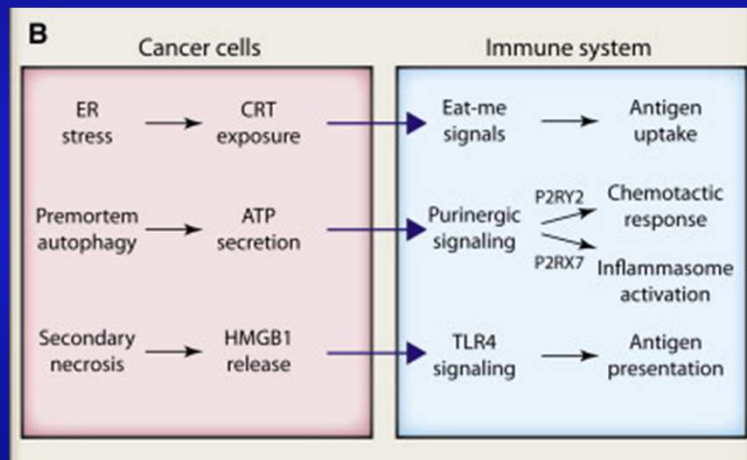 B
Cancer cells
Immune system
ER
stress
CRT
exposure
Eat-me
signals
Antigen
uptake
Premortem
autophagy
ATP
secretion
Purinergic
signaling
P2RY2
Chemotactic
response
P2RX7
Inflammasome
activation
Secondary
necrosis
HMGB1
release
TLR4
signaling
Antigen
presentation